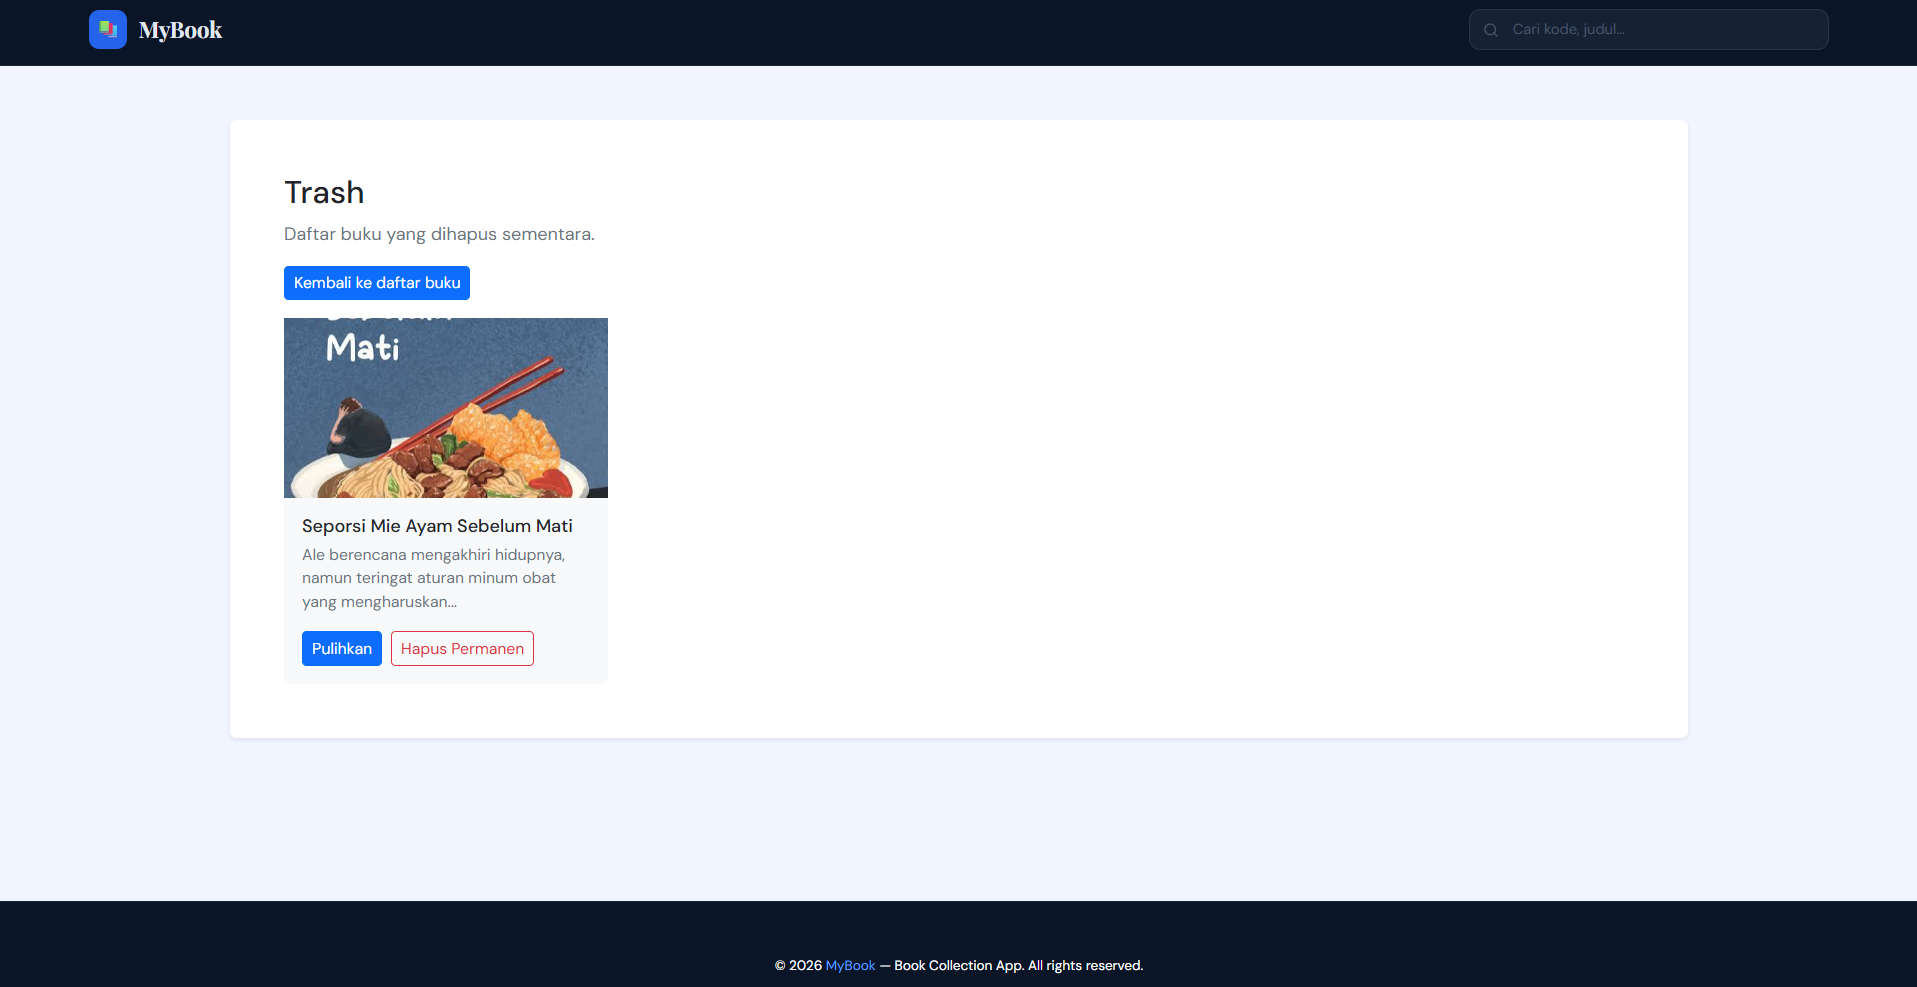 MyBook
Cari kode, judul...
Trash
Daftar buku yang dihapus sementara.
Kembali ke daftar buku
Mati
Seporsi Mie Ayam Sebelum Mati
Ale berencana mengakhiri hidupnya,
namun teringat aturan minum obat
yang mengharuskan...
Pulihkan
Hapus Permanen
© 2026 MyBook — Book Collection App. All rights reserved.